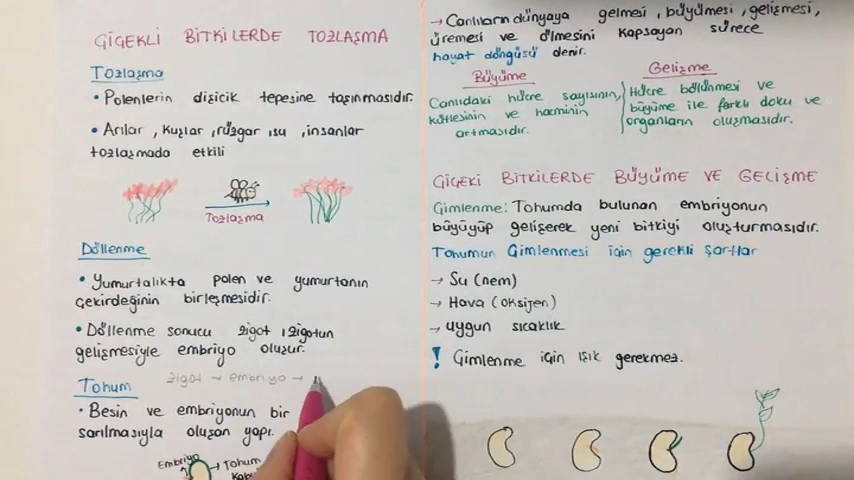 ÇİÇEKLİ BİTKİLERDE TOZLAŞMA
Tozlaşma
• Polenlerin dişicik tepesine taşınmasıdır.
• Arılar, kuşlar, rüzgar, su, insanlar
tozlaşmada etkili
Tozlaşma
Döllenme
• Yumurtalıkta polen ve yumurtanın
çekirdeğinin birleşmesidir.
• Döllenme sonucu zigot, zigotun
gelişmesiyle embriyo oluşur.
zigot → embriyo →
Tohum
• Besin ve embriyonun bir
sarılmasıyla oluşan yapı.
Embriyo
→ Tohum
→ Canlıların dünyaya gelmesi, büyümesi, gelişmesi,
üremesi ve ölmesini kapsayan sürece
hayat döngüsü denir.
Büyüme
Canlıdaki hücre sayısının,
kütlesinin ve hacminin
artmasıdır.
Gelişme
Hücre bölünmesi ve
büyüme ile farklı doku ve
organların oluşmasıdır.
ÇİÇEKİ BİTKİLERDE BÜYÜME VE GELİŞME
Çimlenme: Tohumda bulunan embriyonun
büyüyüp gelişerek yeni bitkiyi oluşturmasıdır.
Tohumun Çimlenmesi için gerekli şartlar
→ Su (nem)
→ Hava (oksijen)
→ uygun sıcaklık
! Çimlenme için ışık gerekmez.